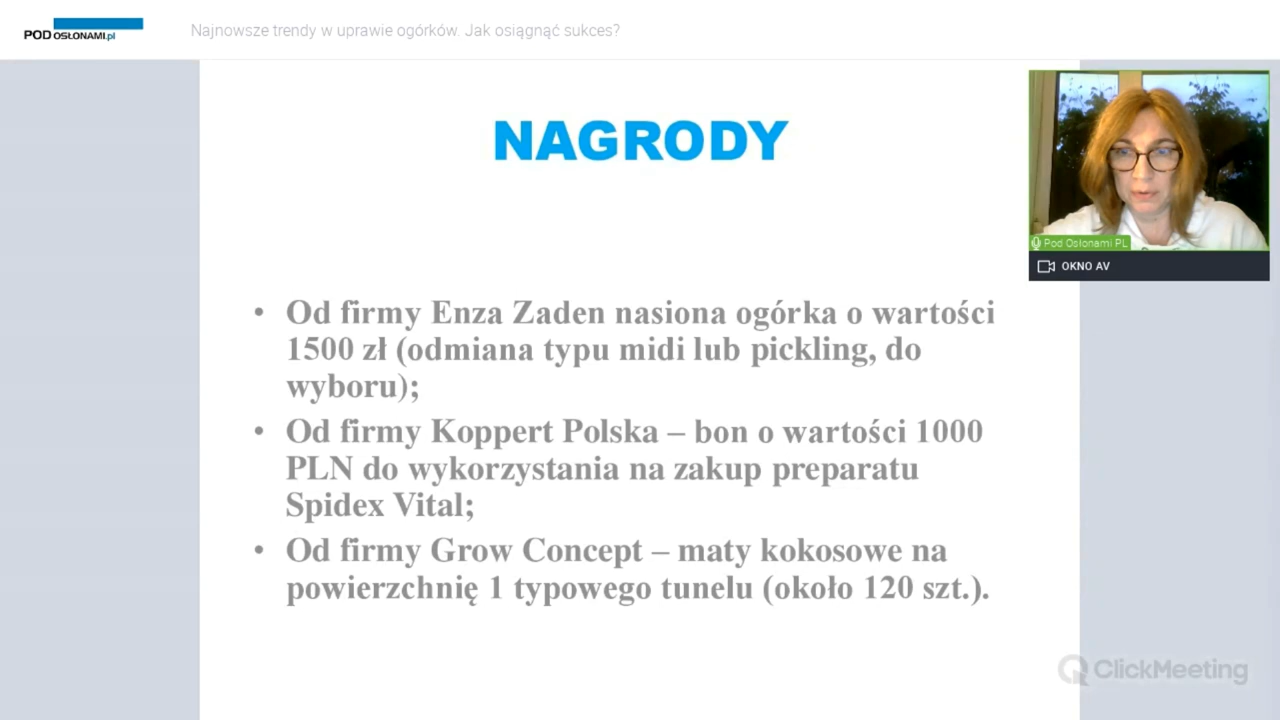 POD OSŁONAMI.pl
Najnowsze trendy w uprawie ogórków. Jak osiągnąć sukces?
NAGRODY
Pod Osłonami PL
OKNO AV
• Od firmy Enza Zaden nasiona ogórka o wartości
1500 zł (odmiana typu midi lub pickling, do
wyboru);
• Od firmy Koppert Polska – bon o wartości 1000
PLN do wykorzystania na zakup preparatu
Spidex Vital;
• Od firmy Grow Concept – maty kokosowe na
powierzchnię 1 typowego tunelu (około 120 szt.).
ClickMeeting